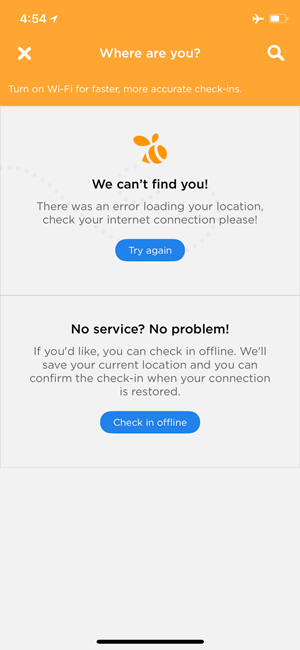 4:54
Where are you?
Turn on Wi-Fi for faster, more accurate check-ins.
We can't find you!
There was an error loading your location,
check your internet connection please!
Try again
No service? No problem!
If you'd like, you can check in offline. We'll
save your current location and you can
confirm the check-in when your connection
is restored.
Check in offline